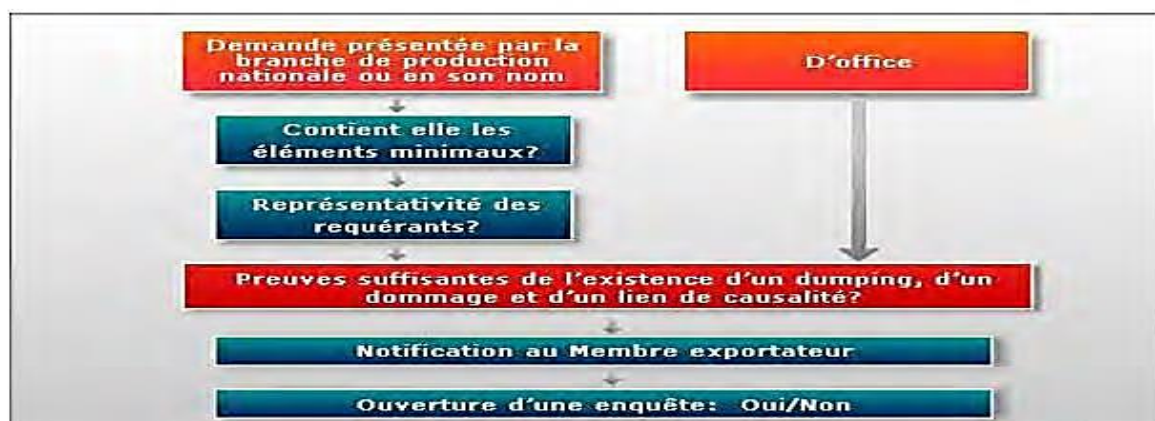 Demande présentée par la
branche de production
nationale ou en son nom
D'office
Contient elle les
éléments minimaux?
Représentativité des
requérants?
Preuves suffisantes de l'existence d'un dumping, d'un
dommage et d'un lien de causalité?
Notification au Membre exportateur
Ouverture d'une enquête: Oui/Non